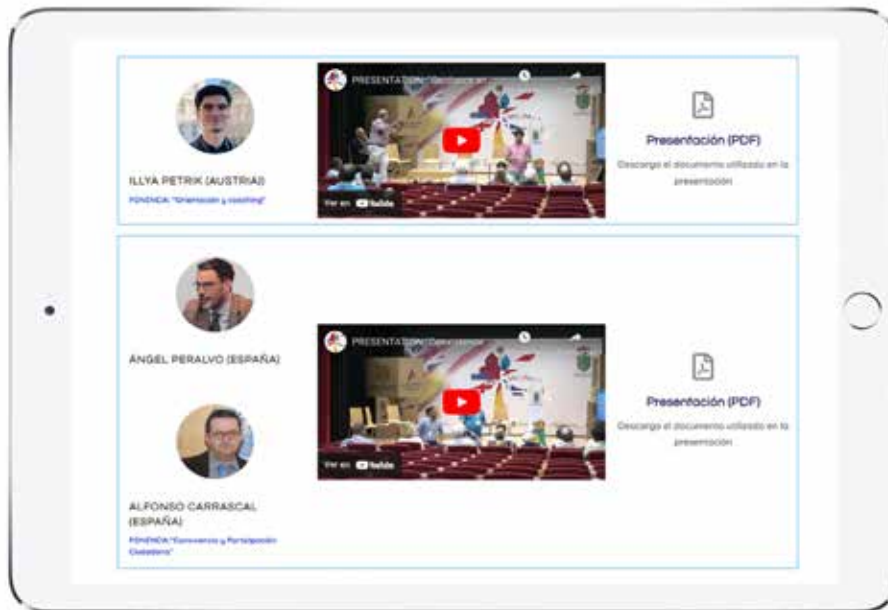 ILLYA PETRIK (AUSTRIA))
PONENCIA: "Orientación y coaching"
PRESENTATION
Ver en YouTube
Presentación (PDF)
Descarga el documento utilizado en la
presentación
ÁNGEL PERALVO (ESPAÑA)
ALFONSO CARRASCAL
(ESPAÑA)
PONENCIA: "Convivencia y Participación
Ciudadana"
PRESENTATION
Ver en YouTube
Presentación (PDF)
Descarga el documento utilizado en la
presentación